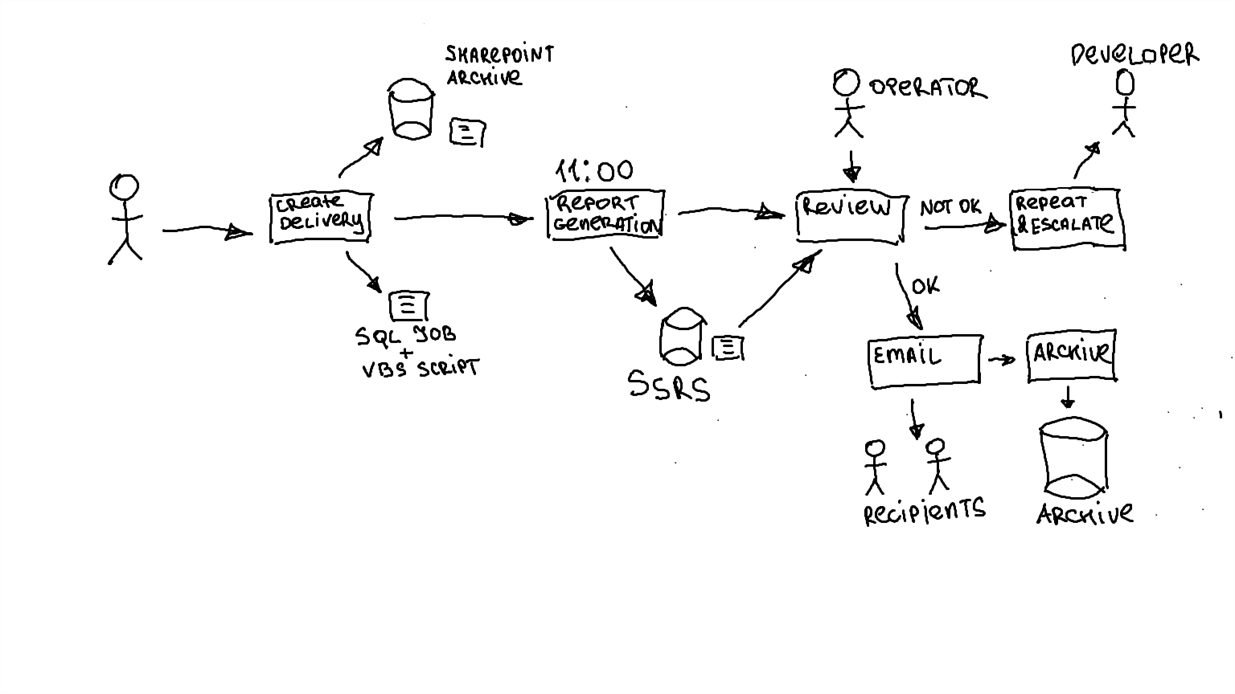 SHAREPOINT
ARCHIVE
CREATE
DELIVERY
SQL JOB
+
VBS SCRIPT
11:00
REPORT
GENERATION
SSRS
OPERATOR
REVIEW
NOT OK
OK
DEVELOPER
REPEAT
& ESCALATE
EMAIL
ARCHIVE
RECIPIENTS
ARCHIVE